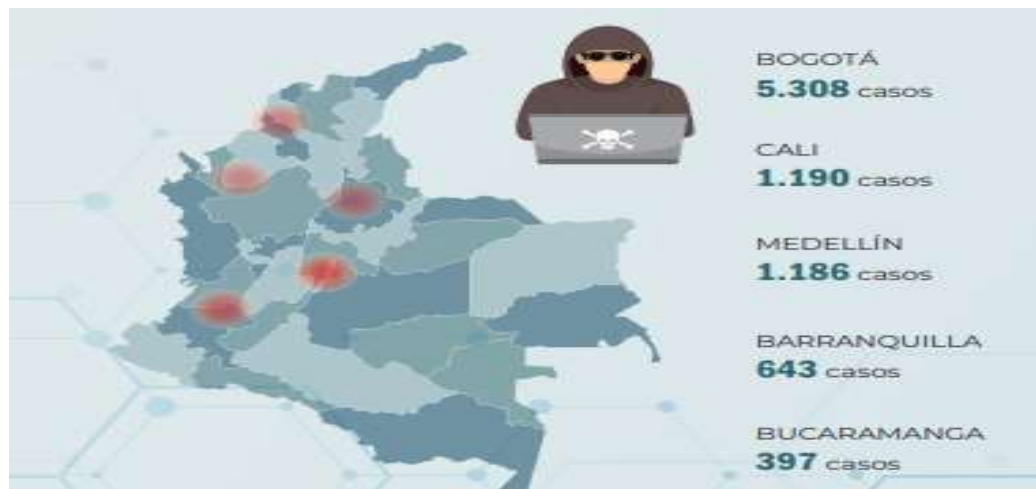 BOGOTÁ
5.308 casos
CALI
1.190 casos
MEDELLÍN
1.186 casos
BARRANQUILLA
643 casos
BUCARAMANGA
397 casos